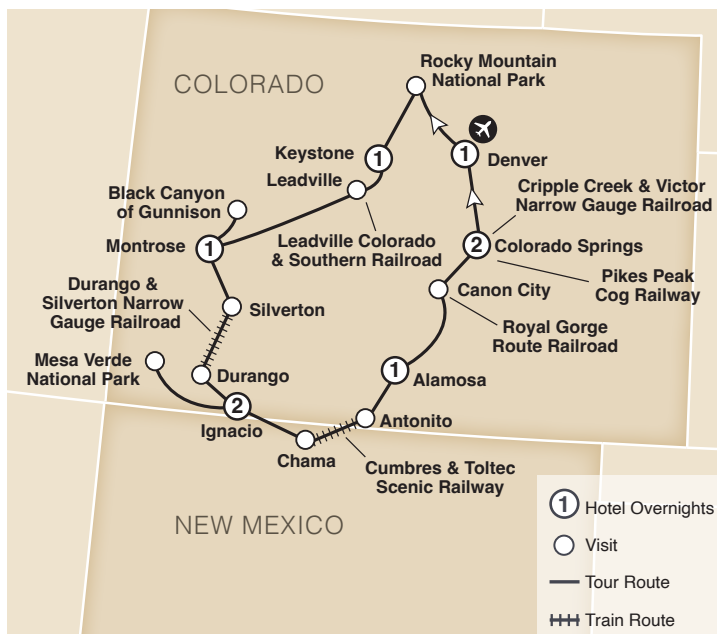 Rocky Mountain
National Park
COLORADO
Keystone
1
1
Denver
Leadville
Cripple Creek & Victor
Narrow Gauge Railroad
Black Canyon
of Gunnison
Montrose
1
Leadville Colorado
& Southern Railroad
2
Colorado Springs
Pikes Peak
Cog Railway
Durango &
Silverton Narrow
Gauge Railroad
Silverton
Canon City
Royal Gorge
Route Railroad
Mesa Verde
National Park
Durango
1
Alamosa
2
Ignacio
Antonito
Chama
Cumbres & Toltec
Scenic Railway
NEW MEXICO
1 Hotel Overnights
Visit
Tour Route
Train Route